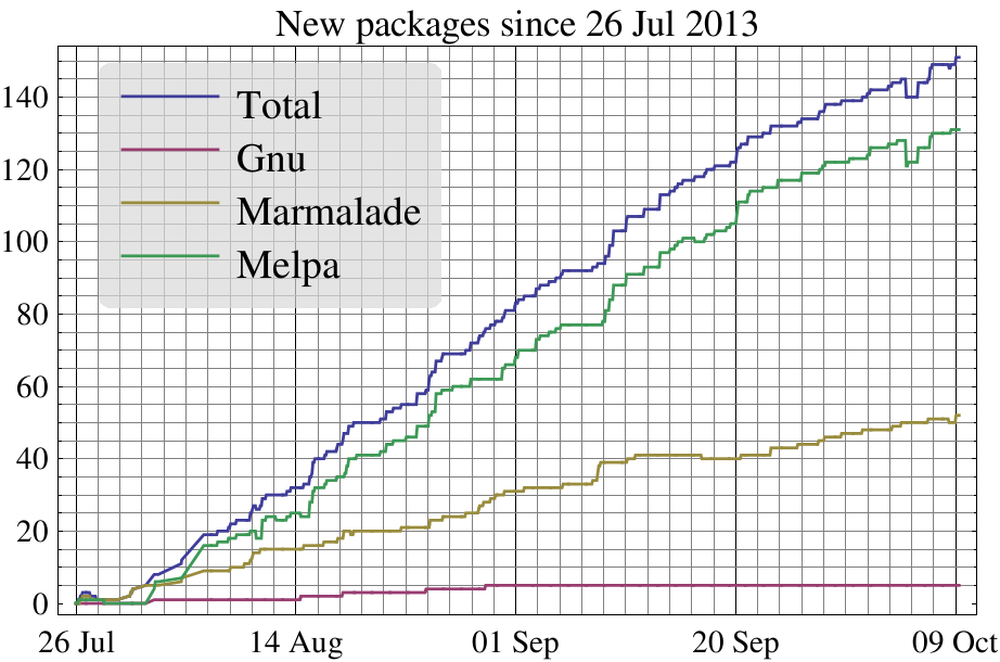 New packages since 26 Jul 2013
Total
Gnu
Marmalade
Melpa
140
120
100
80
60
40
20
0
26 Jul
14 Aug
01 Sep
20 Sep
09 Oct